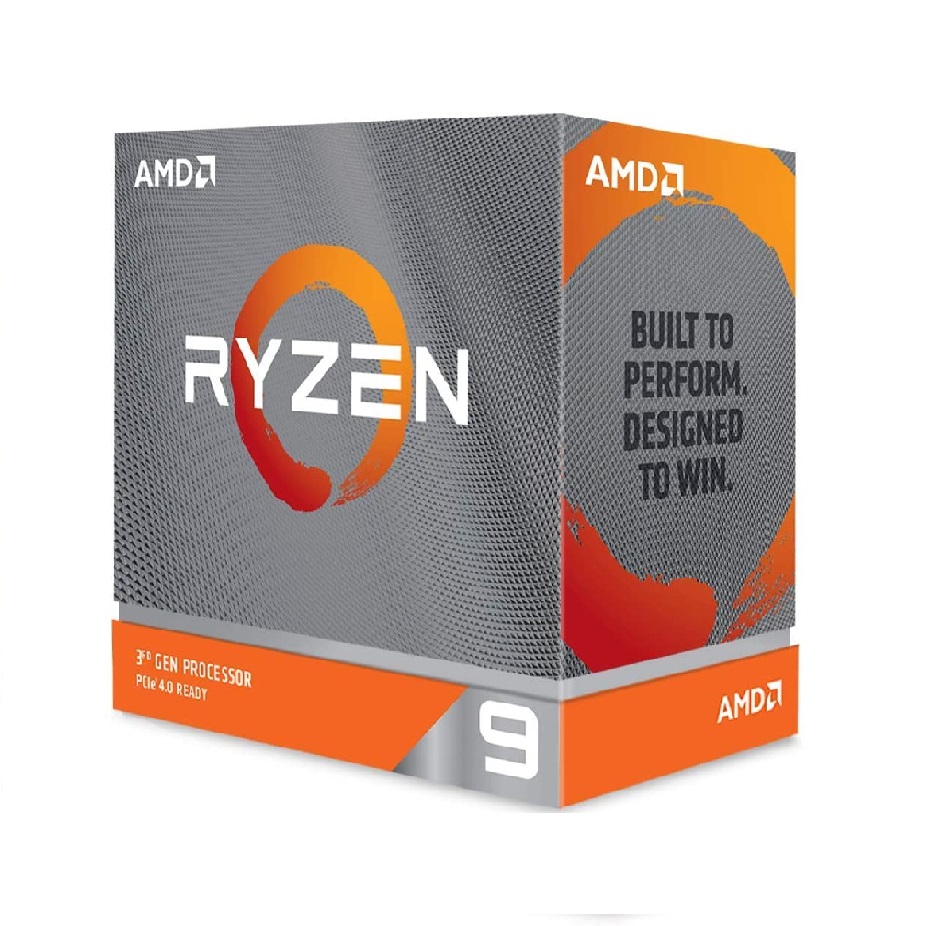 AMD
RYZEN
3RD GEN PROCESSOR
PCIe® 4.0 READY
9
AMD
BUILT TO
PERFORM.
DESIGNED
TO WIN.
AMD